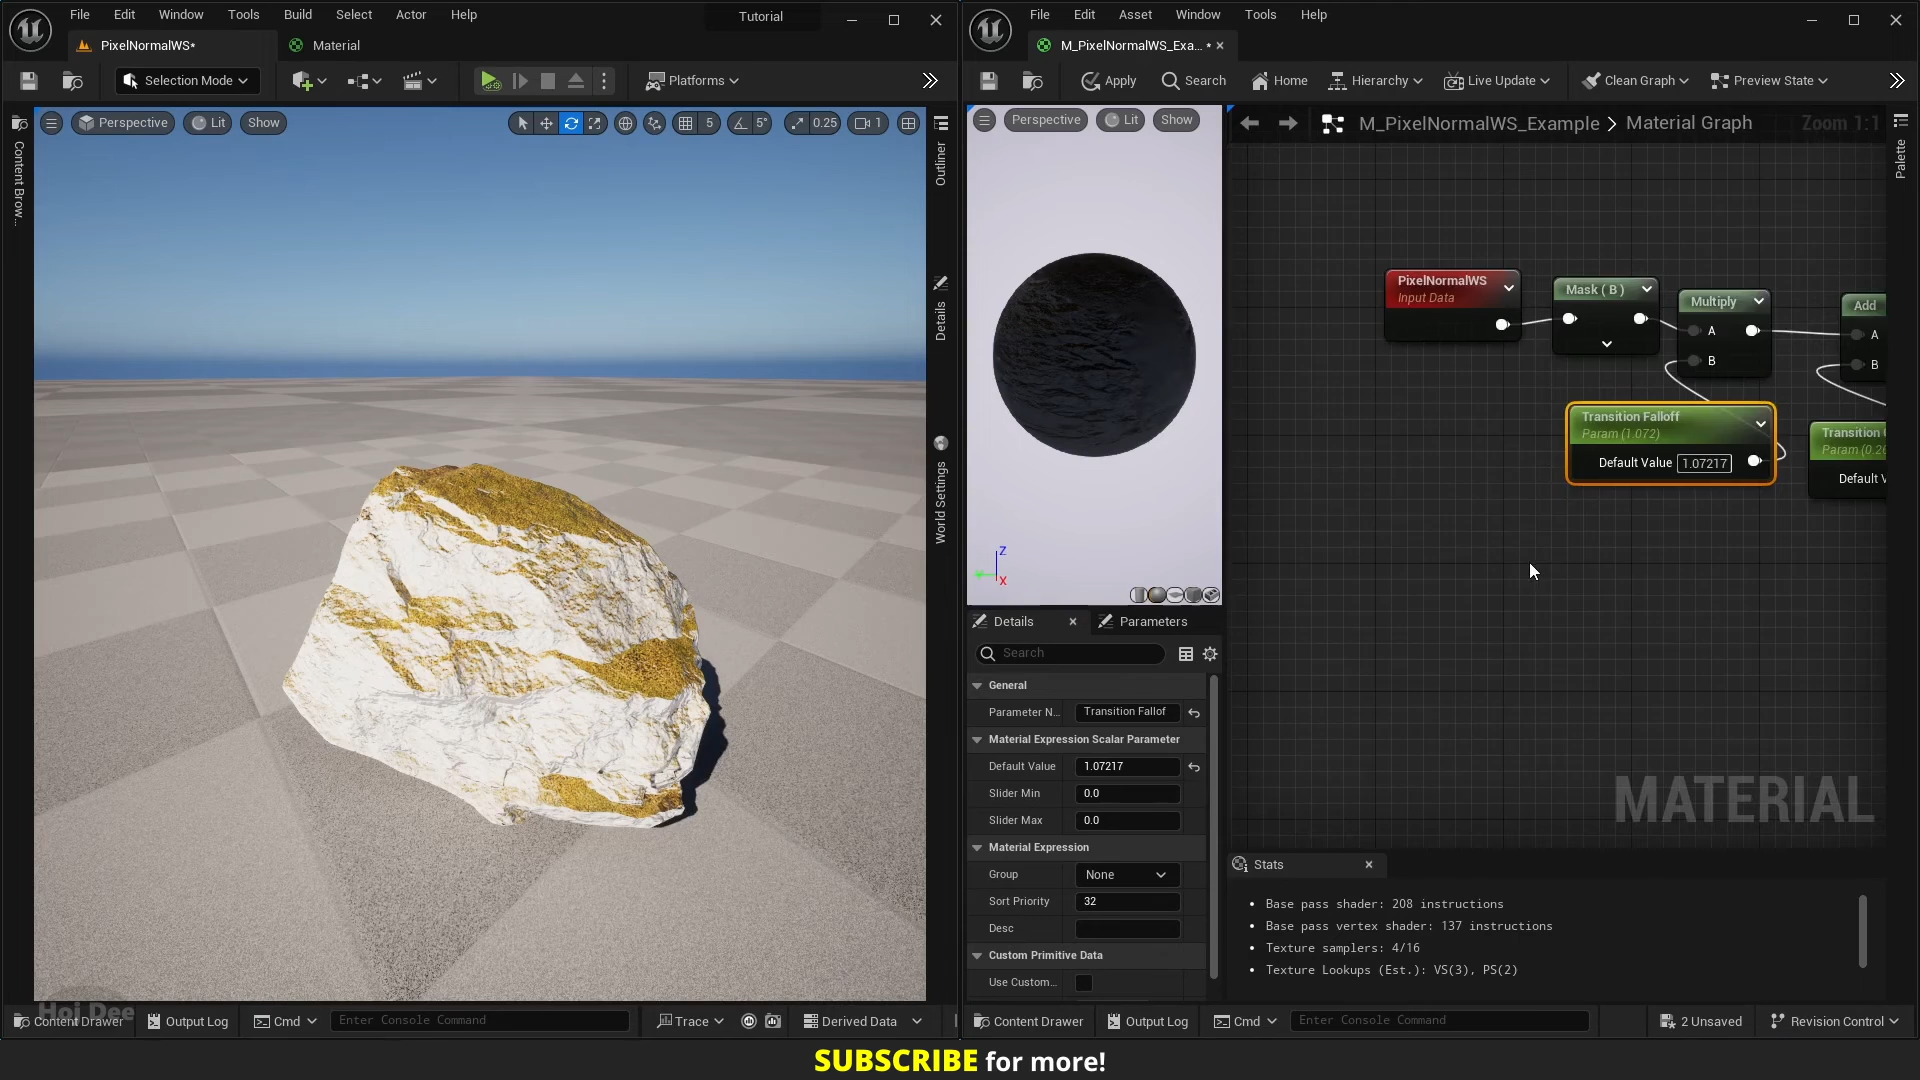 File Edit Window Tools Build Select Actor Help
Tutorial
PixelNormalWS*
Material
Selection Mode
Platforms
Perspective
Lit
Show
5
5°
0.25
1
Content Brow...
Outliner
Details
World Settings
Hoi Dee
Content Drawer
Output Log
Cmd
Enter Console Command
Trace
Derived Data
File Edit Asset Window Tools Help
M_PixelNormalWS_Exa... •
Apply
Search
Home
Hierarchy
Live Update
Clean Graph
Preview State
Perspective
Lit
Show
Z
X
M_PixelNormalWS_Example > Material Graph
Zoom 1:1
Palette
PixelNormalWS
Input Data
Mask ( B )
Multiply
A
B
Add
A
B
Transition Falloff
Param (1.072)
Default Value 1.07217
Transition
Param (0.2
Default V
MATERIAL
Details
Parameters
Search
General
Parameter N... Transition Fallof
Material Expression Scalar Parameter
Default Value 1.07217
Slider Min 0.0
Slider Max 0.0
Material Expression
Group None
Sort Priority 32
Desc
Custom Primitive Data
Use Custom...
Stats
• Base pass shader: 208 instructions
• Base pass vertex shader: 137 instructions
• Texture samplers: 4/16
• Texture Lookups (Est.): VS(3), PS(2)
Content Drawer
Output Log
Cmd
Enter Console Command
2 Unsaved
Revision Control
SUBSCRIBE for more!